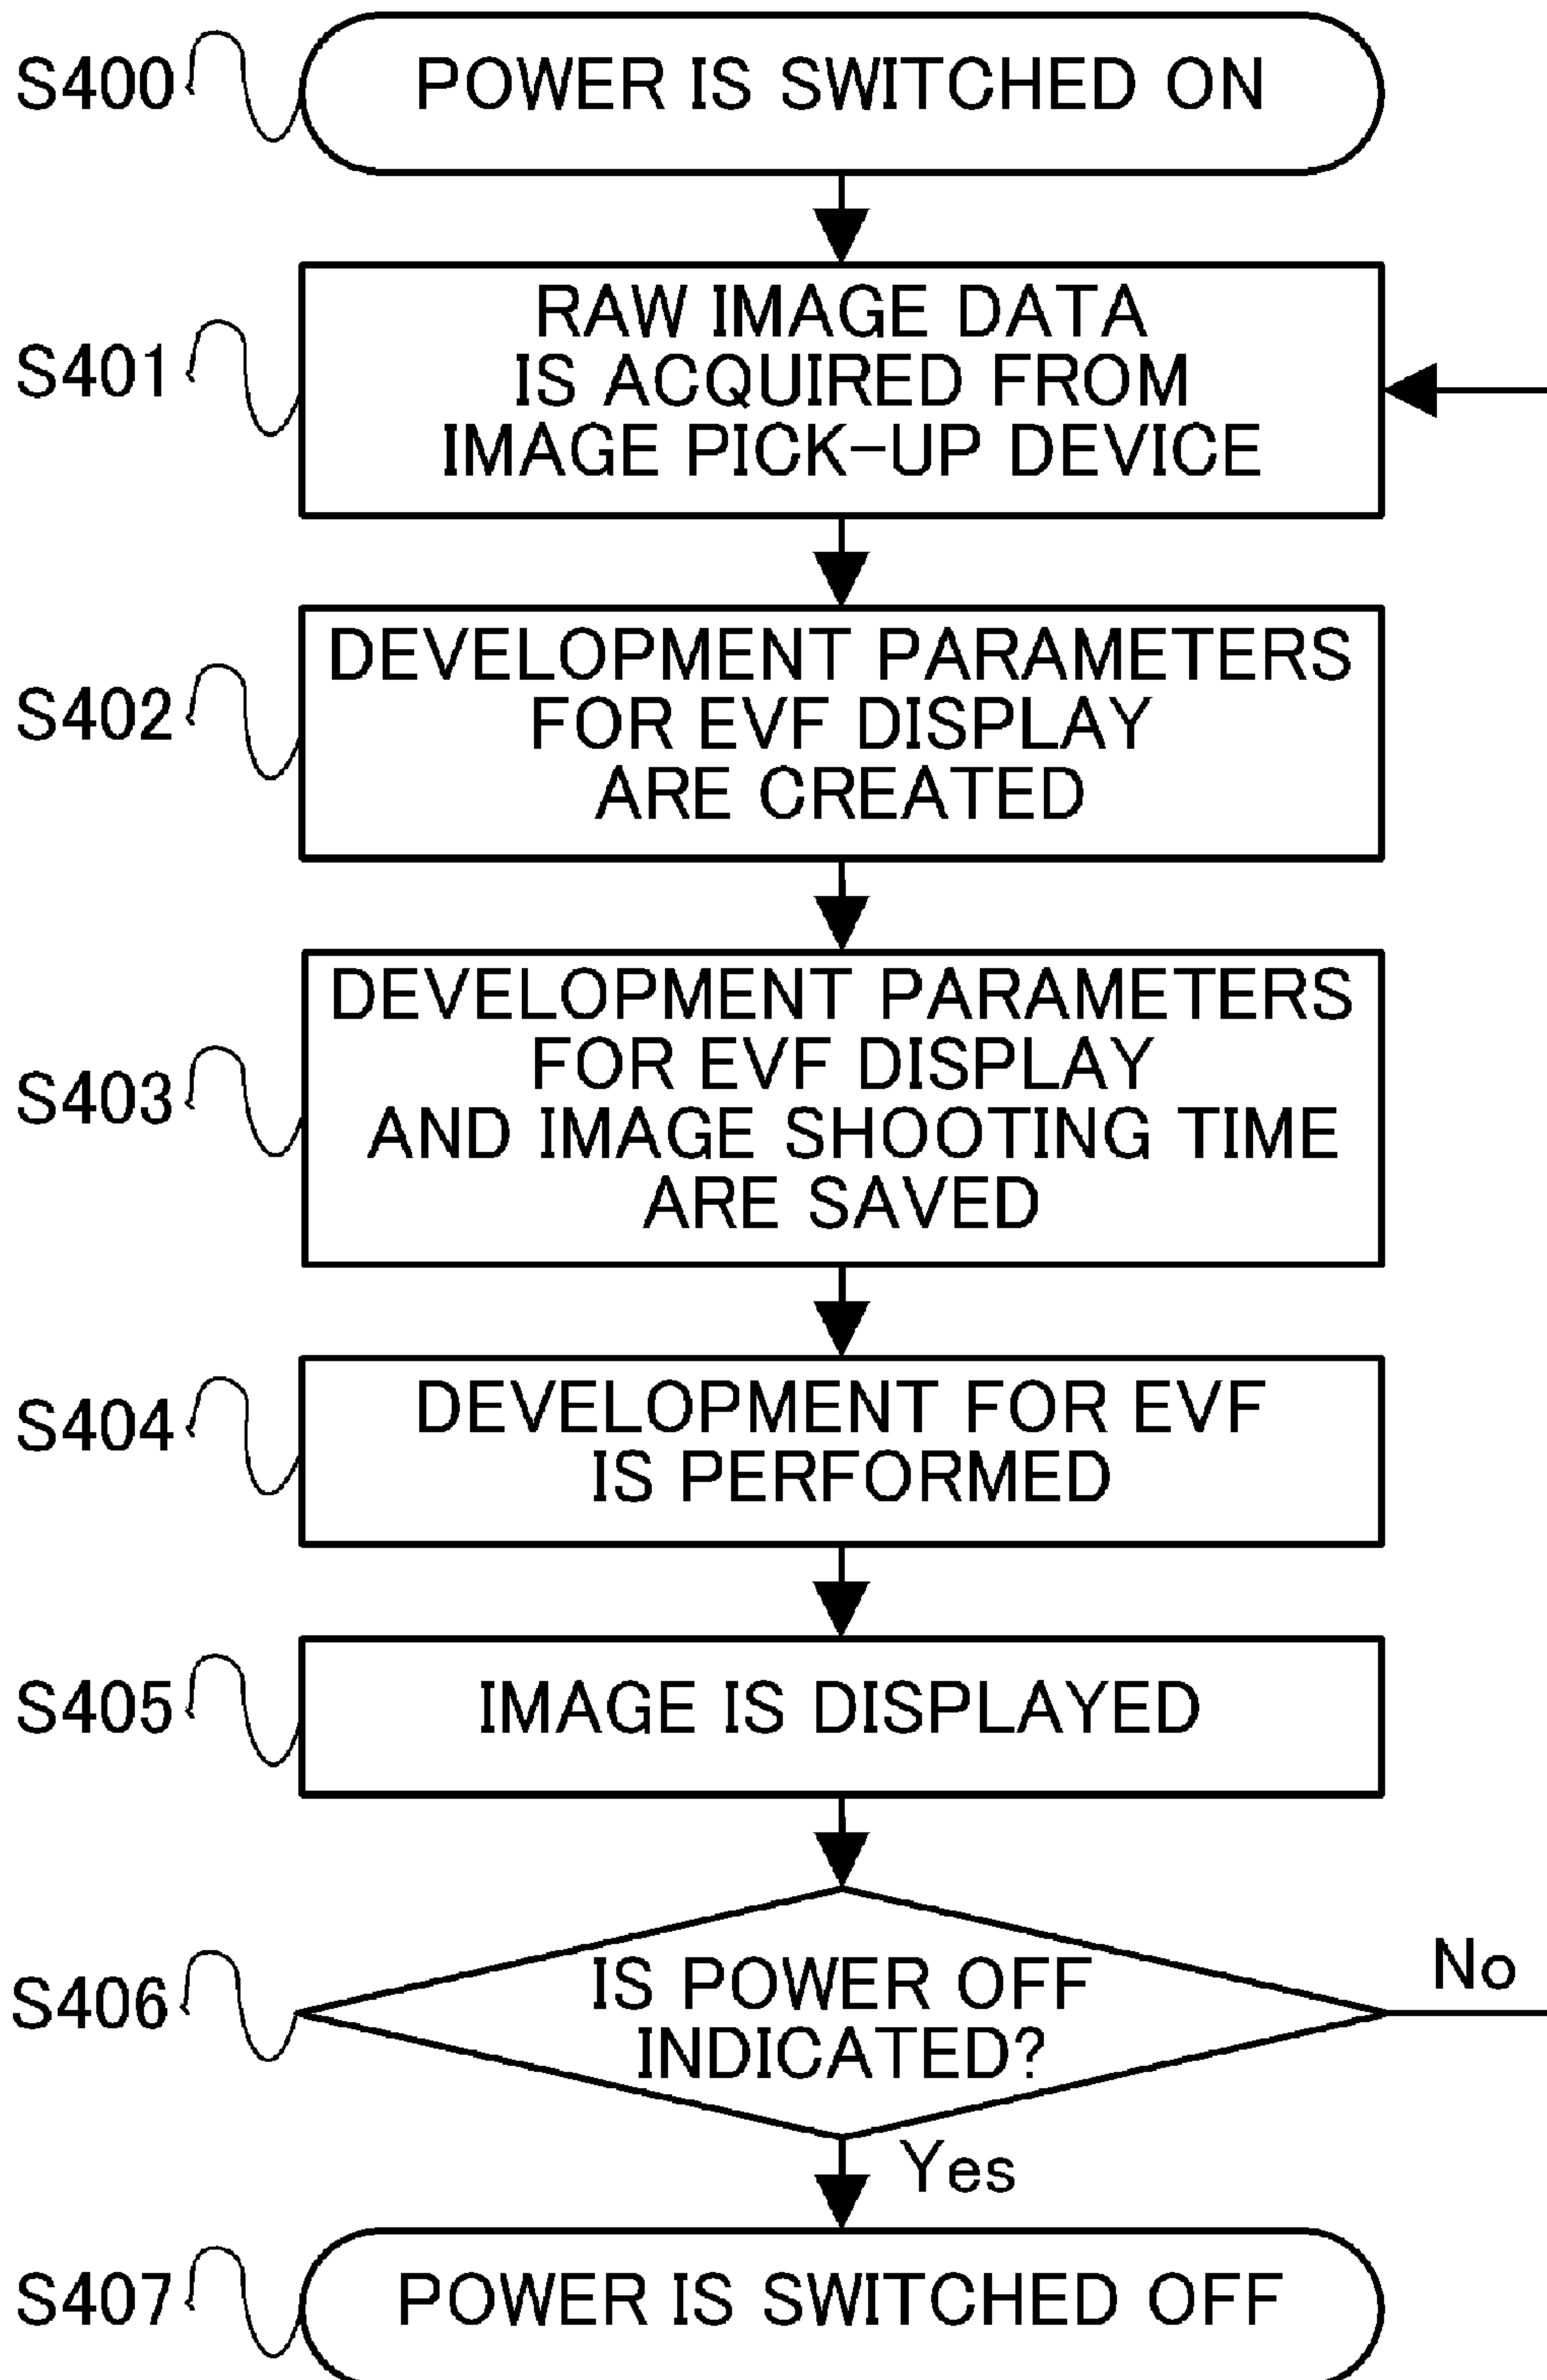 S400
POWER IS SWITCHED ON
S401
RAW IMAGE DATA
IS ACQUIRED FROM
IMAGE PICK-UP DEVICE
S402
DEVELOPMENT PARAMETERS
FOR EVF DISPLAY
ARE CREATED
S403
DEVELOPMENT PARAMETERS
FOR EVF DISPLAY
AND IMAGE SHOOTING TIME
ARE SAVED
S404
DEVELOPMENT FOR EVF
IS PERFORMED
S405
IMAGE IS DISPLAYED
S406
IS POWER OFF
INDICATED?
No
Yes
S407
POWER IS SWITCHED OFF